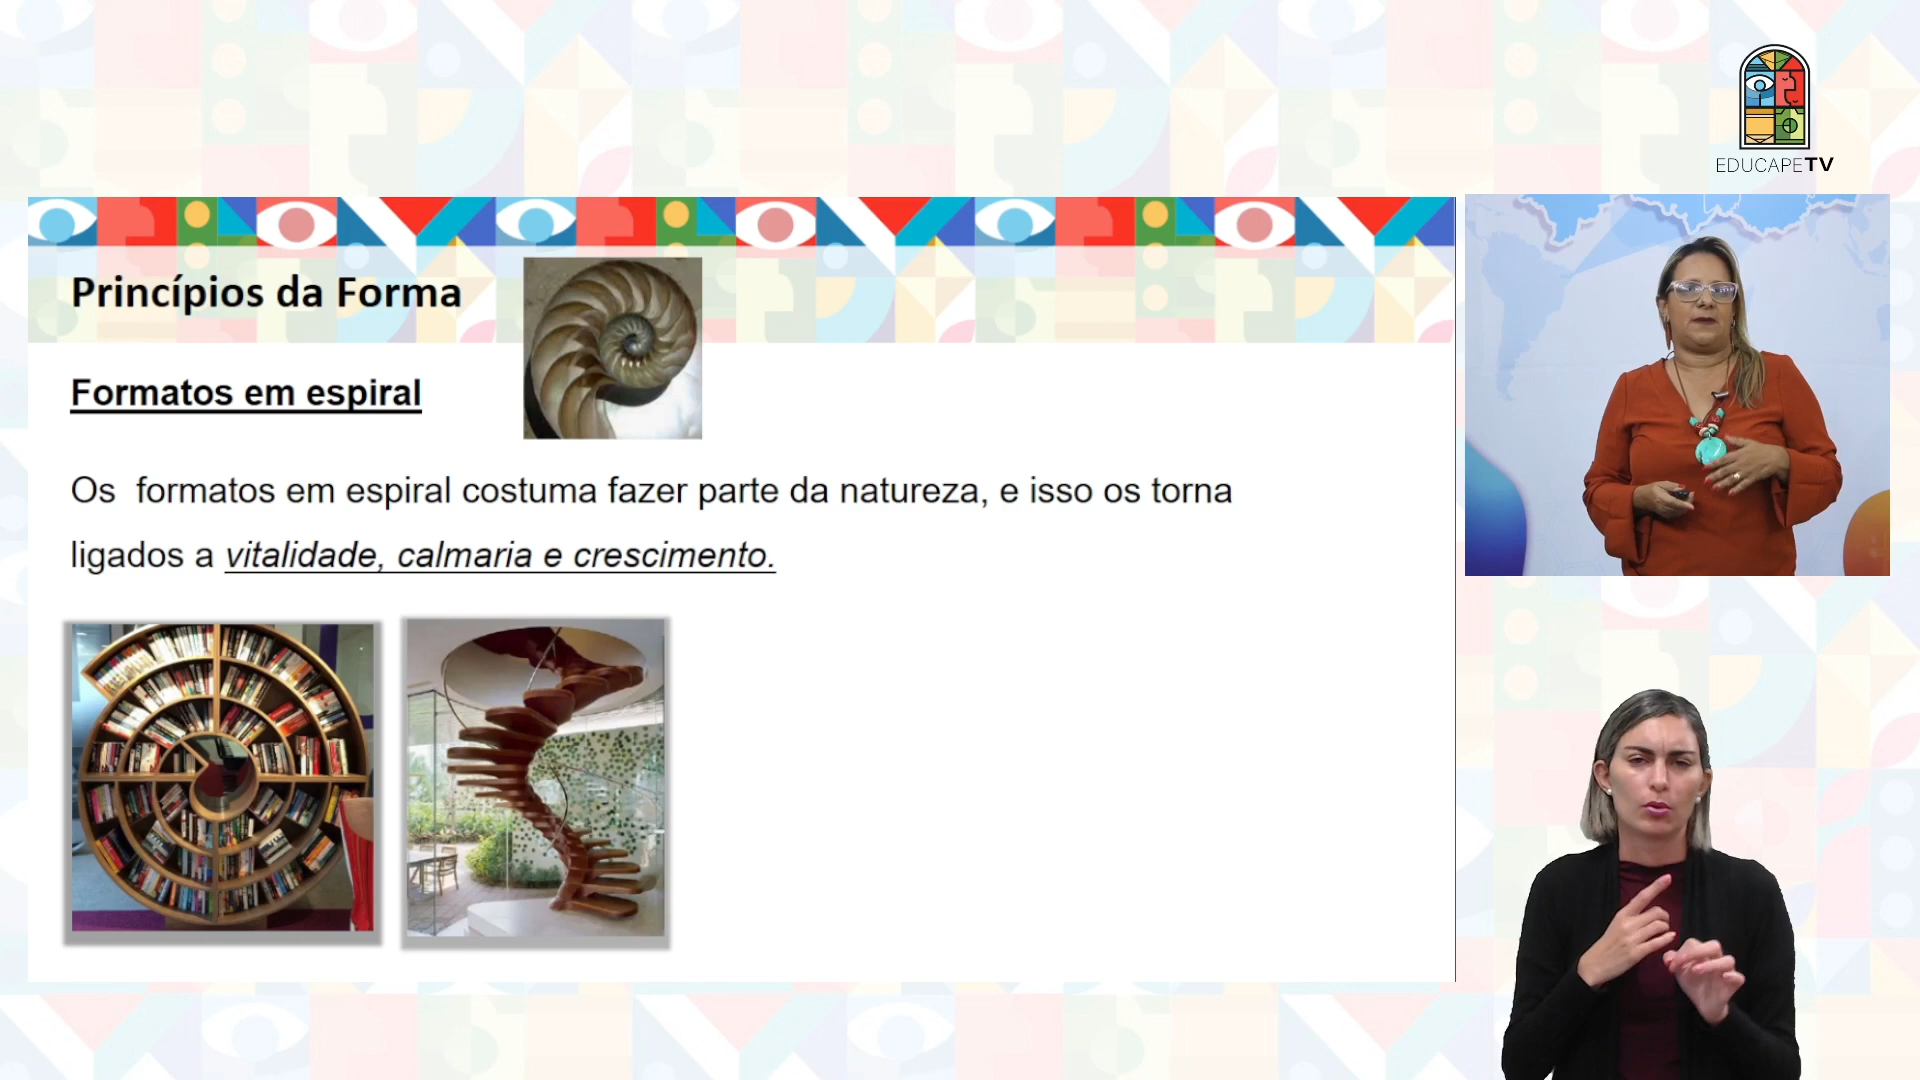 EDUCAPETV
Princípios da Forma
Formatos em espiral
Os formatos em espiral costuma fazer parte da natureza, e isso os torna
ligados a vitalidade, calmaria e crescimento.